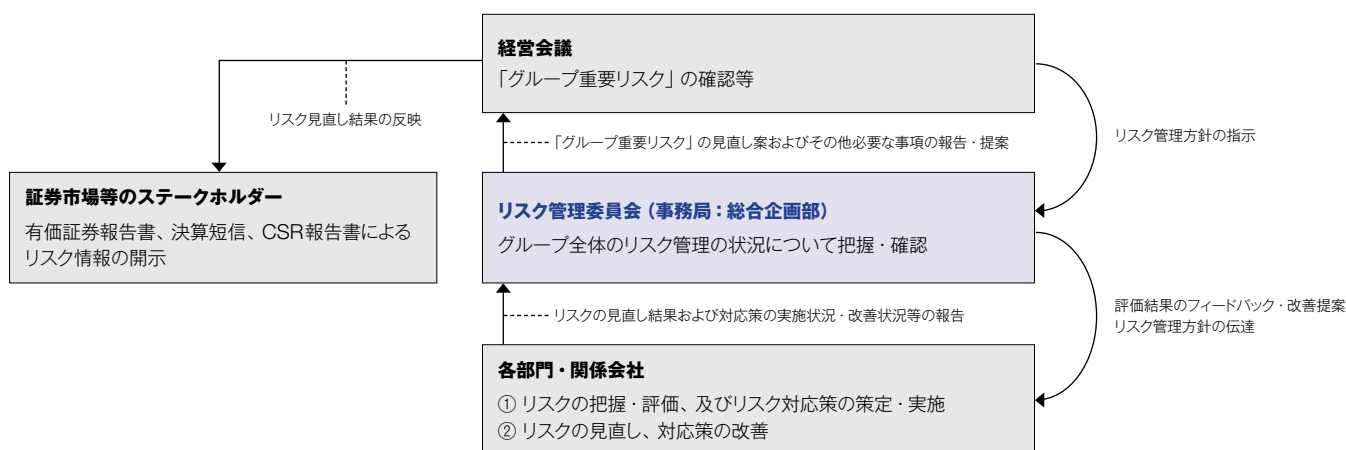 経営会議
「グループ重要リスク」の確認等
リスク見直し結果の反映
「グループ重要リスク」の見直し案およびその他必要な事項の報告・提案
リスク管理方針の指示
証券市場等のステークホルダー
有価証券報告書、決算短信、CSR報告書による
リスク情報の開示
リスク管理委員会（事務局：総合企画部）
グループ全体のリスク管理の状況について把握・確認
リスクの見直し結果および対応策の実施状況・改善状況等の報告
評価結果のフィードバック・改善提案
リスク管理方針の伝達
各部門・関係会社
① リスクの把握・評価、及びリスク対応策の策定・実施
② リスクの見直し、対応策の改善